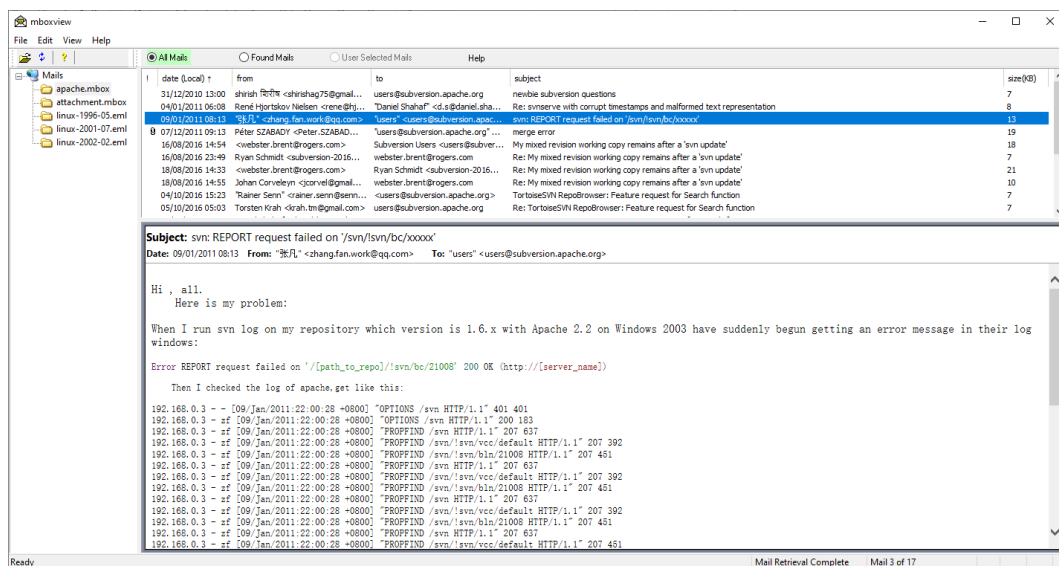 mboxview
File Edit View Help
All Mails Found Mails User Selected Mails Help
Mails
apache.mbox
attachment.mbox
linux-1996-05.eml
linux-2001-07.eml
linux-2002-02.eml
! date (Local) ↑ from to subject size(KB)
31/12/2010 13:00 shirish शिरीष <shirishag75@gmail... users@subversion.apache.org newbie subversion questions 7
04/01/2011 06:08 René Hjortskov Nielsen <rene@hj... "Daniel Shahaf" <d.s@daniel.sha... Re: svnserve with corrupt timestamps and malformed text representation 8
09/01/2011 08:13 "张凡" <zhang.fan.work@qq.com> "users" <users@subversion.apac... svn: REPORT request failed on '/svn/!svn/bc/xxxxx' 13
07/12/2011 09:13 Péter SZABADY <Peter.SZABAD... "users@subversion.apache.org" ... merge error 19
16/08/2016 14:54 <webster.brent@rogers.com> Subversion Users <users@subver... My mixed revision working copy remains after a 'svn update' 18
16/08/2016 23:49 Ryan Schmidt <subversion-2016... webster.brent@rogers.com Re: My mixed revision working copy remains after a 'svn update' 7
18/08/2016 14:33 <webster.brent@rogers.com> Ryan Schmidt <subversion-2016... Re: My mixed revision working copy remains after a 'svn update' 21
18/08/2016 14:55 Johan Corveleyn <jcorvel@gmail... webster.brent@rogers.com Re: My mixed revision working copy remains after a 'svn update' 10
04/10/2016 15:23 "Rainer Senn" <rainer.senn@senn... <users@subversion.apache.org> TortoiseSVN RepoBrowser: Feature request for Search function 7
05/10/2016 05:03 Torsten Krah <krah.tm@gmail.com> users@subversion.apache.org Re: TortoiseSVN RepoBrowser: Feature request for Search function 7
Subject: svn: REPORT request failed on '/svn/!svn/bc/xxxxx'
Date: 09/01/2011 08:13 From: "张凡" <zhang.fan.work@qq.com> To: "users" <users@subversion.apache.org>
Hi , all.
Here is my problem:
When I run svn log on my repository which version is 1.6.x with Apache 2.2 on Windows 2003 have suddenly begun getting an error message in their log
windows:
Error REPORT request failed on '/[path_to_repo]/!svn/bc/21008' 200 OK (http://[server_name])
Then I checked the log of apache,get like this:
192.168.0.3 - - [09/Jan/2011:22:00:28 +0800] "OPTIONS /svn HTTP/1.1" 401 401
192.168.0.3 - zf [09/Jan/2011:22:00:28 +0800] "OPTIONS /svn HTTP/1.1" 200 183
192.168.0.3 - zf [09/Jan/2011:22:00:28 +0800] "PROPFIND /svn HTTP/1.1" 207 637
192.168.0.3 - zf [09/Jan/2011:22:00:28 +0800] "PROPFIND /svn/!svn/vcc/default HTTP/1.1" 207 392
192.168.0.3 - zf [09/Jan/2011:22:00:28 +0800] "PROPFIND /svn/!svn/bln/21008 HTTP/1.1" 207 451
192.168.0.3 - zf [09/Jan/2011:22:00:28 +0800] "PROPFIND /svn HTTP/1.1" 207 637
192.168.0.3 - zf [09/Jan/2011:22:00:28 +0800] "PROPFIND /svn/!svn/vcc/default HTTP/1.1" 207 392
192.168.0.3 - zf [09/Jan/2011:22:00:28 +0800] "PROPFIND /svn/!svn/bln/21008 HTTP/1.1" 207 451
192.168.0.3 - zf [09/Jan/2011:22:00:28 +0800] "PROPFIND /svn HTTP/1.1" 207 637
192.168.0.3 - zf [09/Jan/2011:22:00:28 +0800] "PROPFIND /svn/!svn/vcc/default HTTP/1.1" 207 392
192.168.0.3 - zf [09/Jan/2011:22:00:28 +0800] "PROPFIND /svn/!svn/bln/21008 HTTP/1.1" 207 451
192.168.0.3 - zf [09/Jan/2011:22:00:28 +0800] "PROPFIND /svn HTTP/1.1" 207 637
192.168.0.3 - zf [09/Jan/2011:22:00:28 +0800] "PROPFIND /svn/!svn/vcc/default HTTP/1.1" 207 451
Ready Mail Retrieval Complete Mail 3 of 17